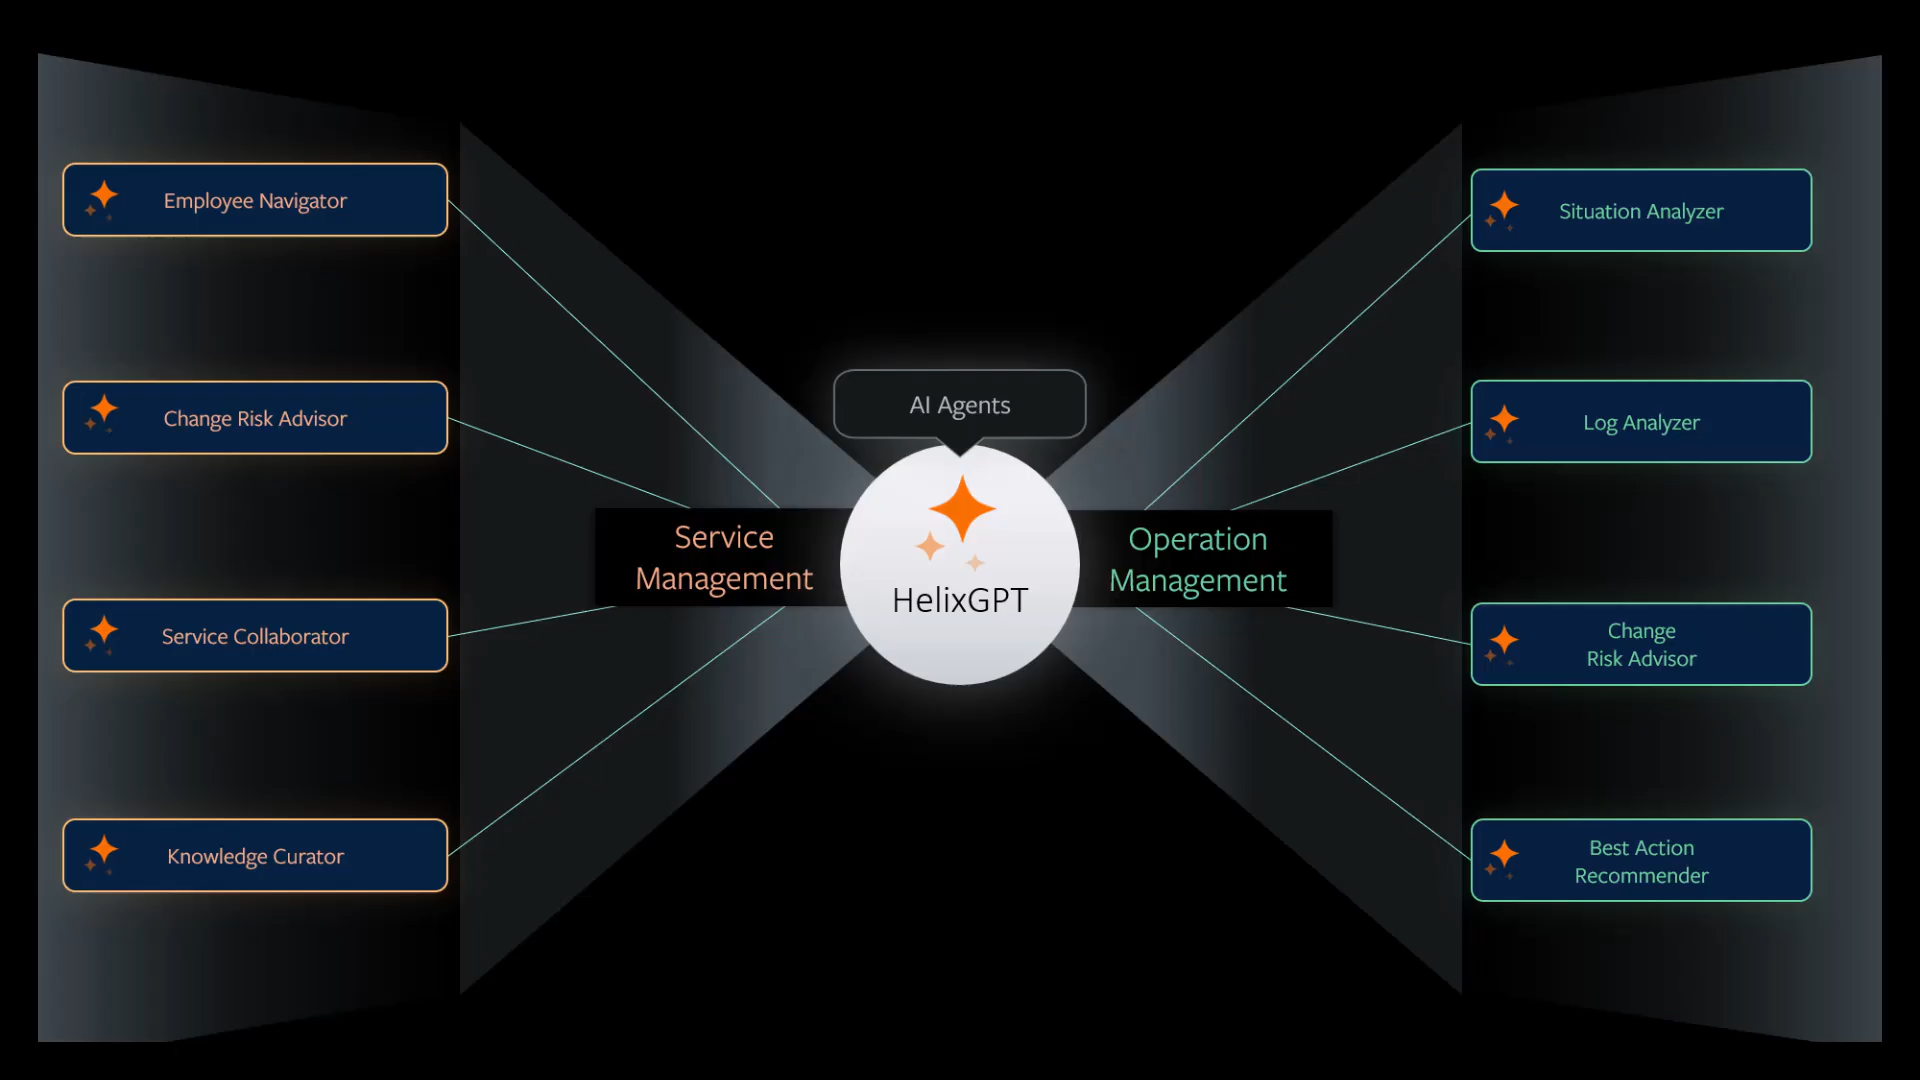 Employee Navigator
Change Risk Advisor
Service Collaborator
Knowledge Curator
Service
Management
AI Agents
HelixGPT
Operation
Management
Situation Analyzer
Log Analyzer
Change
Risk Advisor
Best Action
Recommender